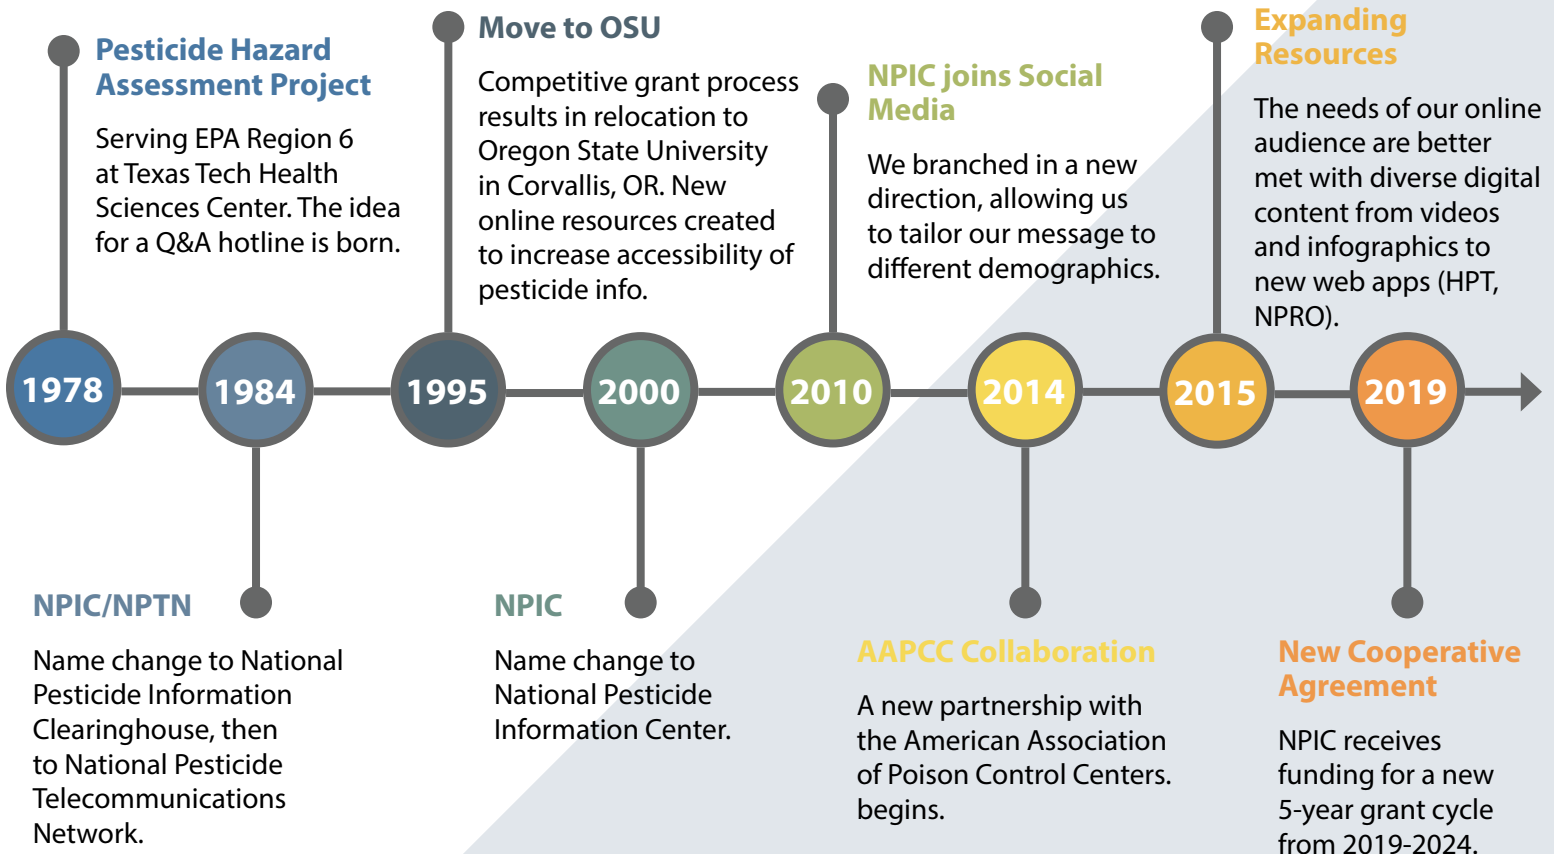 Pesticide Hazard
Assessment Project
Serving EPA Region 6
at Texas Tech Health
Sciences Center. The idea
for a Q&A hotline is born.
Move to OSU
Competitive grant process
results in relocation to
Oregon State University
in Corvallis, OR. New
online resources created
to increase accessibility of
pesticide info.
NPIC joins Social
Media
We branched in a new
direction, allowing us
to tailor our message to
different demographics.
Expanding
Resources
The needs of our online
audience are better
met with diverse digital
content from videos
and infographics to
new web apps (HPT,
NPRO).
1978
1984
1995
2000
2010
2014
2015
2019
NPIC/NPTN
Name change to National
Pesticide Information
Clearinghouse, then
to National Pesticide
Telecommunications
Network.
NPIC
Name change to
National Pesticide
Information Center.
AAPCC Collaboration
A new partnership with
the American Association
of Poison Control Centers.
begins.
New Cooperative
Agreement
NPIC receives
funding for a new
5-year grant cycle
from 2019-2024.